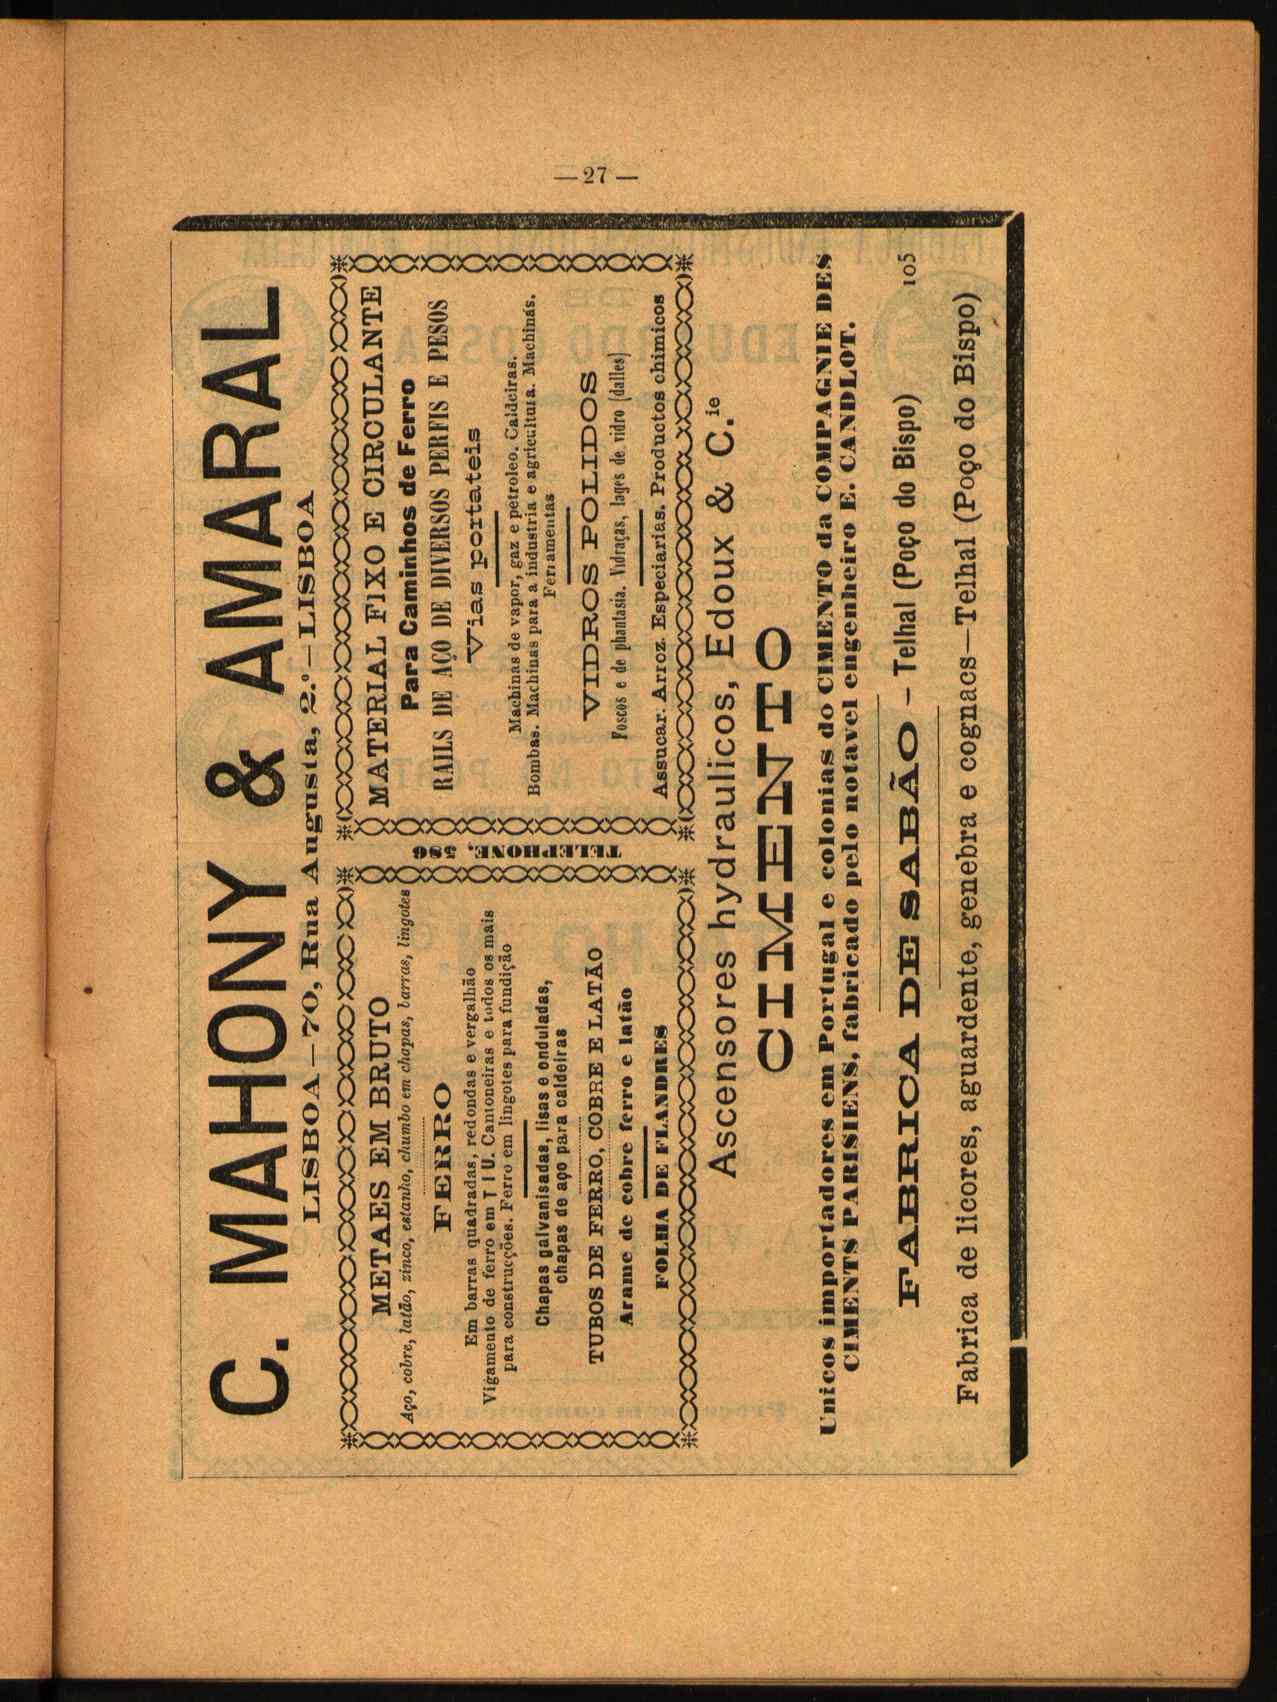 — 27 —
C. MAHONY & AMARAL
LISBOA—70, Rua Augusta, 2.º—LISBOA
METAES EM BRUTO
Aço, cobre, latão, zinco, estanho, chumbo em chapas, barras, lingotes
FERRO
Em barras quadradas, redondas e vergalhão
Vigamento de ferro em T I U. Cantoneiras e todos os mais
para construcções. Ferro em lingotes para fundição
Chapas galvanisadas, lisas e onduladas,
chapas de aço para caldeiras
TUBOS DE FERRO, COBRE E LATÃO
Arame de cobre ferro e latão
FOLHA DE FLANDRES
TELEPHONE, 586
MATERIAL FIXO E CIRCULANTE
Para Caminhos de Ferro
RAILS DE AÇO DE DIVERSOS PERFIS E PESOS
Vias portateis
Machinas de vapor, gaz e petroleo. Caldeiras.
Bombas. Machinas para a industria e agricultura. Machinas.
Ferramentas
VIDROS POLIDOS
Foscos e de phantasia. Vidraças, lages de vidro (dalles)
Assucar. Arroz. Especiarias. Productos chimicos
Ascensores hydraulicos, Edoux & C.ie
CIMENTO
Unicos importadores em Portugal e colonias do CIMENTO da COMPAGNIE DES
CIMENTS PARISIENS, fabricado pelo notavel engenheiro E. CANDLOT.
FABRICA DE SABÃO – Telhal (Poço do Bispo) 105
Fabrica de licores, aguardente, genebra e cognacs—Telhal (Poço do Bispo)